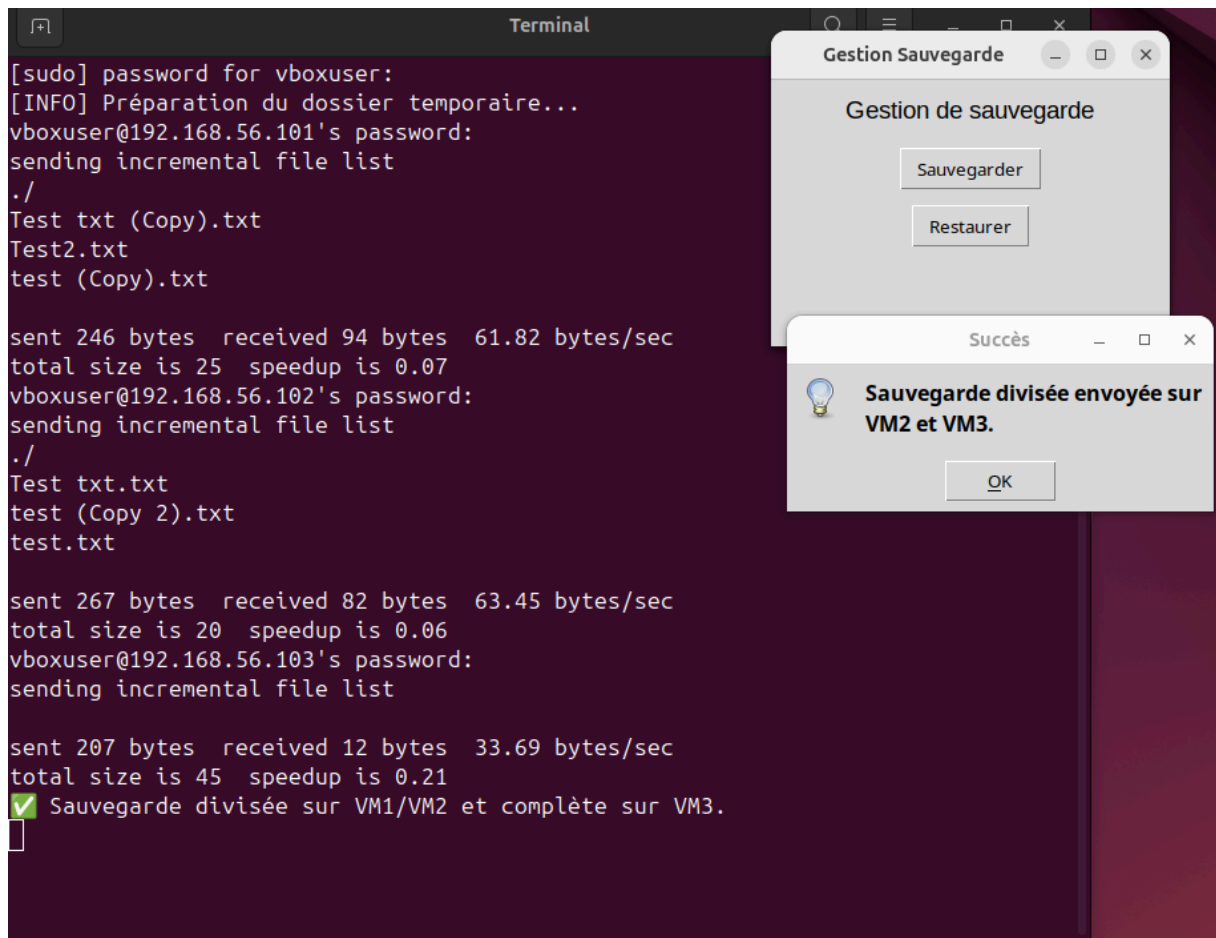 Terminal
[sudo] password for vboxuser:
[INFO] Préparation du dossier temporaire...
vboxuser@192.168.56.101's password:
sending incremental file list
./
Test txt (Copy).txt
Test2.txt
test (Copy).txt
sent 246 bytes  received 94 bytes  61.82 bytes/sec
total size is 25  speedup is 0.07
vboxuser@192.168.56.102's password:
sending incremental file list
./
Test txt.txt
test (Copy 2).txt
test.txt
sent 267 bytes  received 82 bytes  63.45 bytes/sec
total size is 20  speedup is 0.06
vboxuser@192.168.56.103's password:
sending incremental file list
sent 207 bytes  received 12 bytes  33.69 bytes/sec
total size is 45  speedup is 0.21
✅ Sauvegarde divisée sur VM1/VM2 et complète sur VM3.
Gestion Sauvegarde
Gestion de sauvegarde
Sauvegarder
Restaurer
Succès
Sauvegarde divisée envoyée sur
VM2 et VM3.
OK